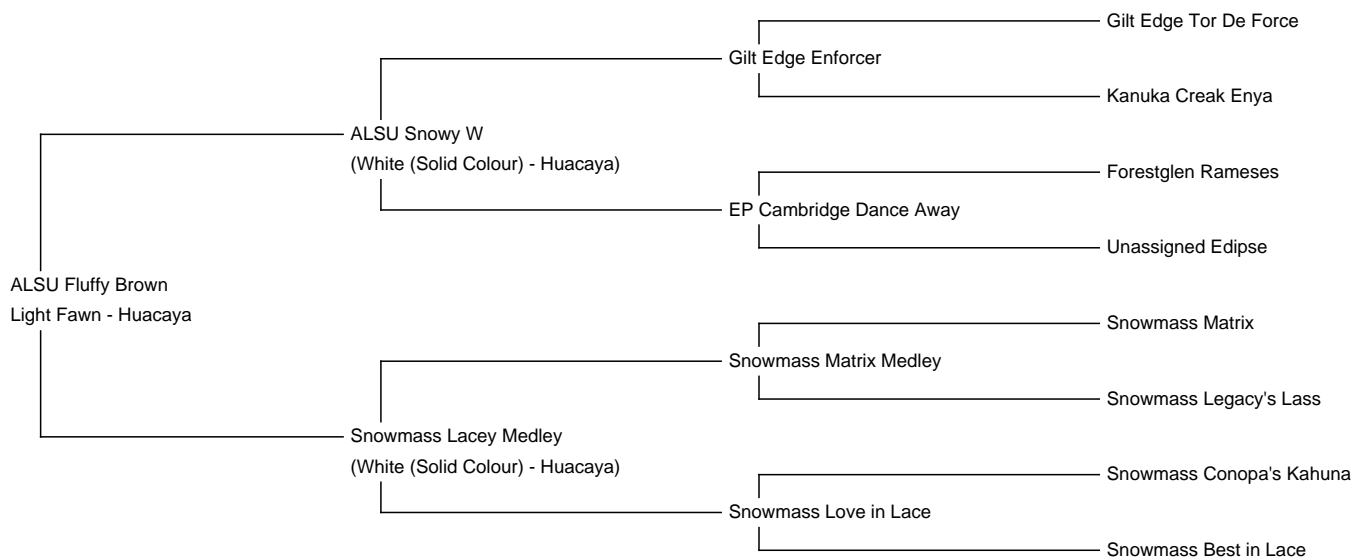 Gilt Edge Tor De Force
Gilt Edge Enforcer
Kanuka Creak Enya
ALSU Snowy W
(White (Solid Colour) - Huacaya)
Forestglen Rameses
EP Cambridge Dance Away
Unassigned Edipse
ALSU Fluffy Brown
Light Fawn - Huacaya
Snowmass Matrix
Snowmass Matrix Medley
Snowmass Legacy's Lass
Snowmass Lacey Medley
(White (Solid Colour) - Huacaya)
Snowmass Conopa's Kahuna
Snowmass Love in Lace
Snowmass Best in Lace